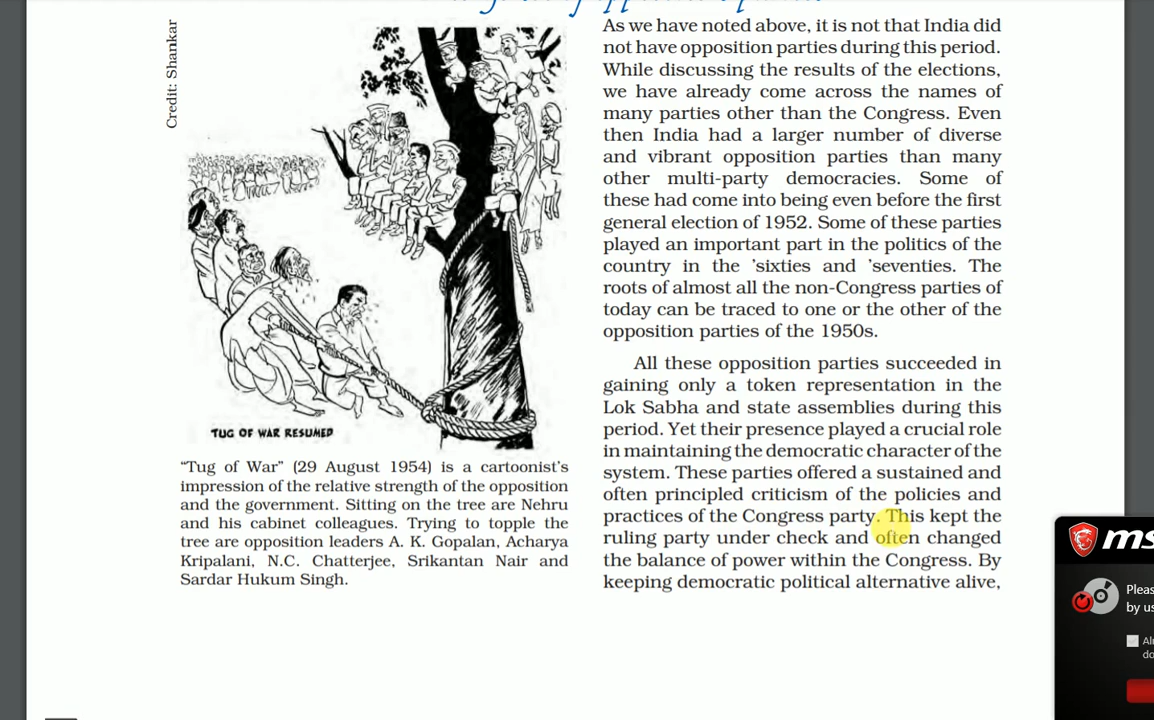 Credit: Shankar
TUG OF WAR RESUMED
"Tug of War" (29 August 1954) is a cartoonist's
impression of the relative strength of the opposition
and the government. Sitting on the tree are Nehru
and his cabinet colleagues. Trying to topple the
tree are opposition leaders A. K. Gopalan, Acharya
Kripalani, N.C. Chatterjee, Srikantan Nair and
Sardar Hukum Singh.
As we have noted above, it is not that India did
not have opposition parties during this period.
While discussing the results of the elections,
we have already come across the names of
many parties other than the Congress. Even
then India had a larger number of diverse
and vibrant opposition parties than many
other multi-party democracies. Some of
these had come into being even before the first
general election of 1952. Some of these parties
played an important part in the politics of the
country in the 'sixties and 'seventies. The
roots of almost all the non-Congress parties of
today can be traced to one or the other of the
opposition parties of the 1950s.
All these opposition parties succeeded in
gaining only a token representation in the
Lok Sabha and state assemblies during this
period. Yet their presence played a crucial role
in maintaining the democratic character of the
system. These parties offered a sustained and
often principled criticism of the policies and
practices of the Congress party. This kept the
ruling party under check and often changed
the balance of power within the Congress. By
keeping democratic political alternative alive,
ms
Pleas
by us
Al
do